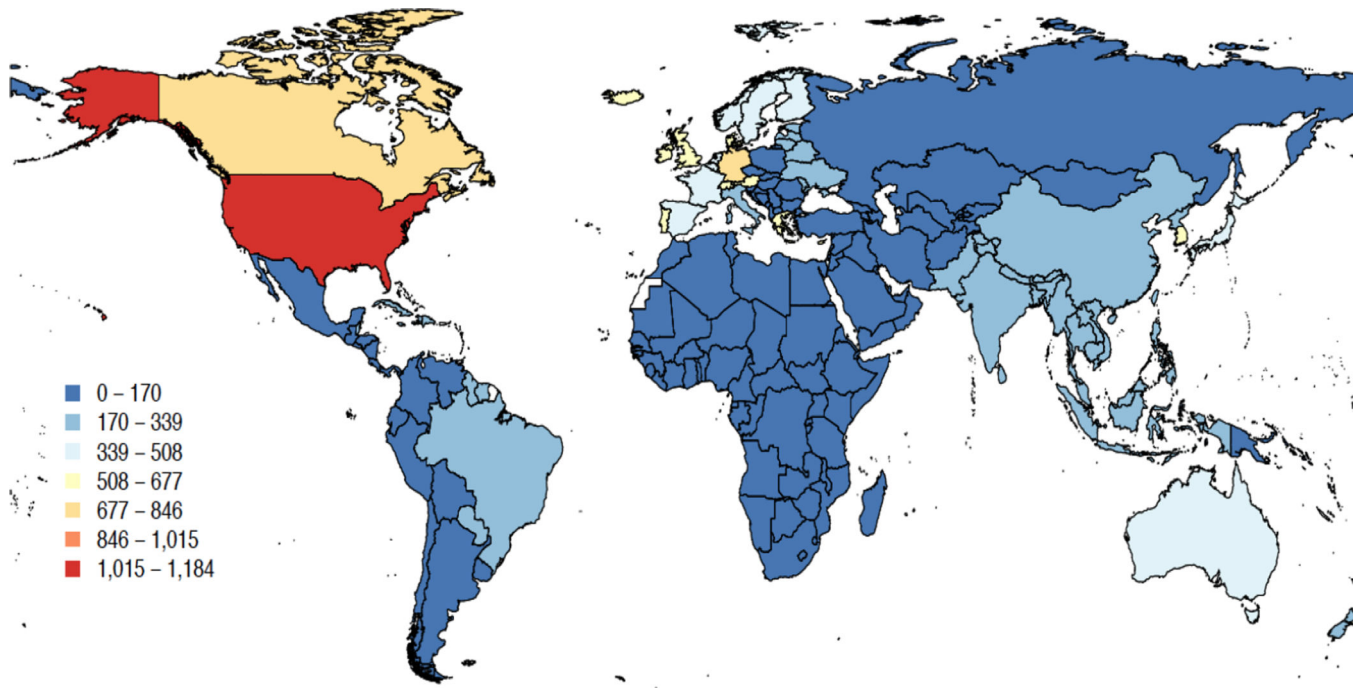 0 – 170
170 – 339
339 – 508
508 – 677
677 – 846
846 – 1,015
1,015 – 1,184